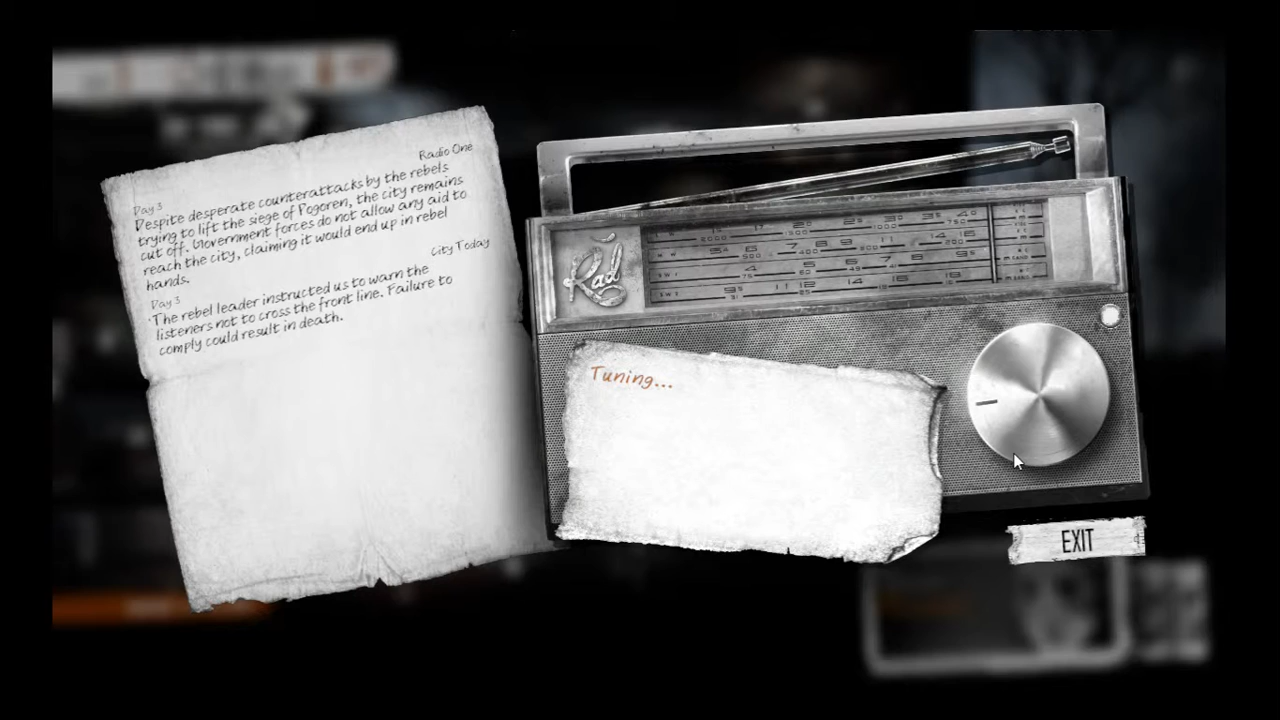 Radio One
Day 3
Despite desperate counterattacks by the rebels
trying to lift the siege of Pogoren, the city remains
cut off. Government forces do not allow any aid to
reach the city, claiming it would end up in rebel
hands.
City Today
Day 3
The rebel leader instructed us to warn the
listeners not to cross the front line. Failure to
comply could result in death.
Rad
Tuning...
EXIT